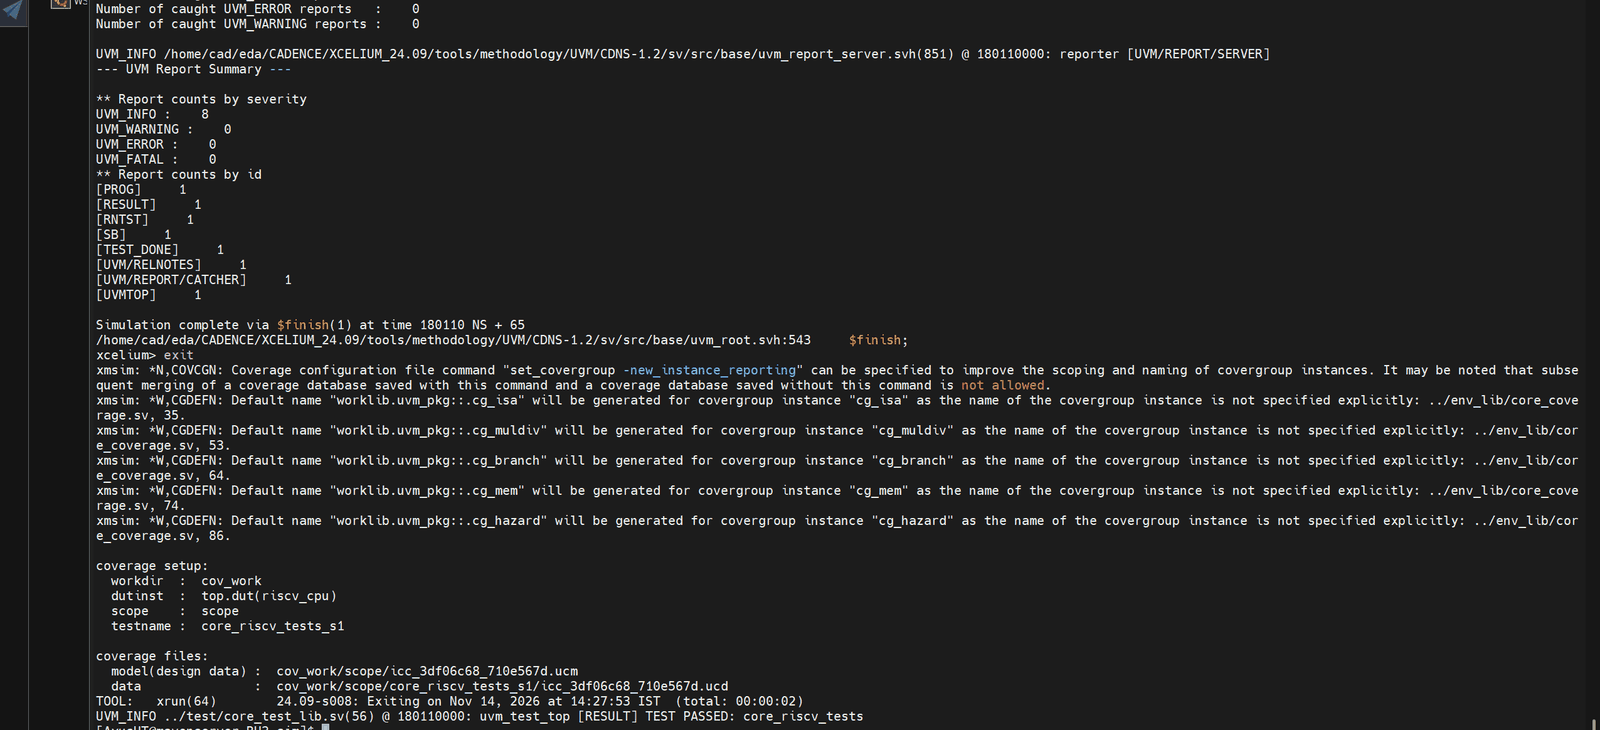 Number of caught UVM_ERROR reports   :    0
Number of caught UVM_WARNING reports :    0
UVM_INFO /home/cad/eda/CADENCE/XCELIUM_24.09/tools/methodology/UVM/CDNS-1.2/sv/src/base/uvm_report_server.svh(851) @ 180110000: reporter [UVM/REPORT/SERVER]
--- UVM Report Summary ---
** Report counts by severity
UVM_INFO :    8
UVM_WARNING :    0
UVM_ERROR :    0
UVM_FATAL :    0
** Report counts by id
[PROG]     1
[RESULT]     1
[RNTST]     1
[SB]     1
[TEST_DONE]     1
[UVM/RELNOTES]     1
[UVM/REPORT/CATCHER]     1
[UVMTOP]     1
Simulation complete via $finish(1) at time 180110 NS + 65
/home/cad/eda/CADENCE/XCELIUM_24.09/tools/methodology/UVM/CDNS-1.2/sv/src/base/uvm_root.svh:543     $finish;
xcelium> exit
xmsim: *N,COVCGN: Coverage configuration file command "set_covergroup -new_instance_reporting" can be specified to improve the scoping and naming of covergroup instances. It may be noted that subse
quent merging of a coverage database saved with this command and a coverage database saved without this command is not allowed.
xmsim: *W,CGDEFN: Default name "worklib.uvm_pkg::.cg_isa" will be generated for covergroup instance "cg_isa" as the name of the covergroup instance is not specified explicitly: ../env_lib/core_cove
rage.sv, 35.
xmsim: *W,CGDEFN: Default name "worklib.uvm_pkg::.cg_muldiv" will be generated for covergroup instance "cg_muldiv" as the name of the covergroup instance is not specified explicitly: ../env_lib/cor
e_coverage.sv, 53.
xmsim: *W,CGDEFN: Default name "worklib.uvm_pkg::.cg_branch" will be generated for covergroup instance "cg_branch" as the name of the covergroup instance is not specified explicitly: ../env_lib/cor
e_coverage.sv, 64.
xmsim: *W,CGDEFN: Default name "worklib.uvm_pkg::.cg_mem" will be generated for covergroup instance "cg_mem" as the name of the covergroup instance is not specified explicitly: ../env_lib/core_cove
rage.sv, 74.
xmsim: *W,CGDEFN: Default name "worklib.uvm_pkg::.cg_hazard" will be generated for covergroup instance "cg_hazard" as the name of the covergroup instance is not specified explicitly: ../env_lib/cor
e_coverage.sv, 86.
coverage setup:
  workdir  :  cov_work
  dutinst  :  top.dut(riscv_cpu)
  scope    :  scope
  testname :  core_riscv_tests_s1
coverage files:
  model(design data) :  cov_work/scope/icc_3df06c68_710e567d.ucm
  data               :  cov_work/scope/core_riscv_tests_s1/icc_3df06c68_710e567d.ucd
TOOL:   xrun(64)        24.09-s008: Exiting on Nov 14, 2026 at 14:27:53 IST  (total: 00:00:02)
UVM_INFO ../test/core_test_lib.sv(56) @ 180110000: uvm_test_top [RESULT] TEST PASSED: core_riscv_tests